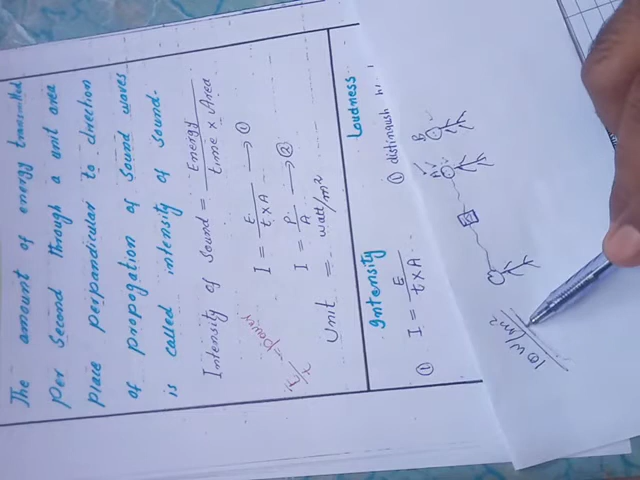 The amount of energy transmitted
per second through a unit area
place perpandicular to direction
of propogation of sound waves
is called intensity of sound-
Intensity of sound = Energy / time x Area
I = E / t x A → ①
I = P / A → ②
power
Unit = watt/m²
Intensity
Loudness
① I = E / t x A
① distingush
A
B
10 w/m²